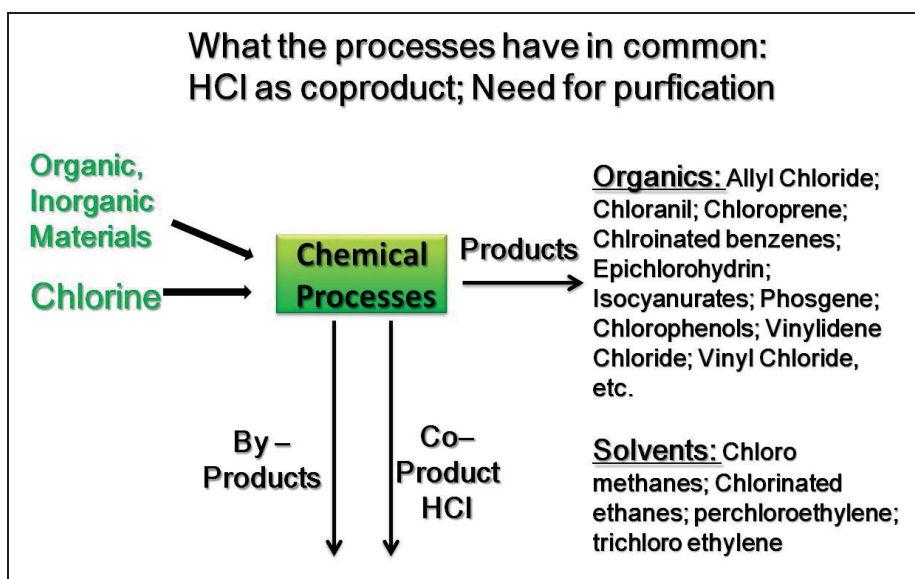 What the processes have in common:
HCl as coproduct; Need for purfication
Organic,
Inorganic
Materials
Chlorine
Chemical
Processes
Products
By –
Products
Co–
Product
HCl
Organics: Allyl Chloride;
Chloranil; Chloroprene;
Chlroinated benzenes;
Epichlorohydrin;
Isocyanurates; Phosgene;
Chlorophenols; Vinylidene
Chloride; Vinyl Chloride,
etc.
Solvents: Chloro
methanes; Chlorinated
ethanes; perchloroethylene;
trichloro ethylene